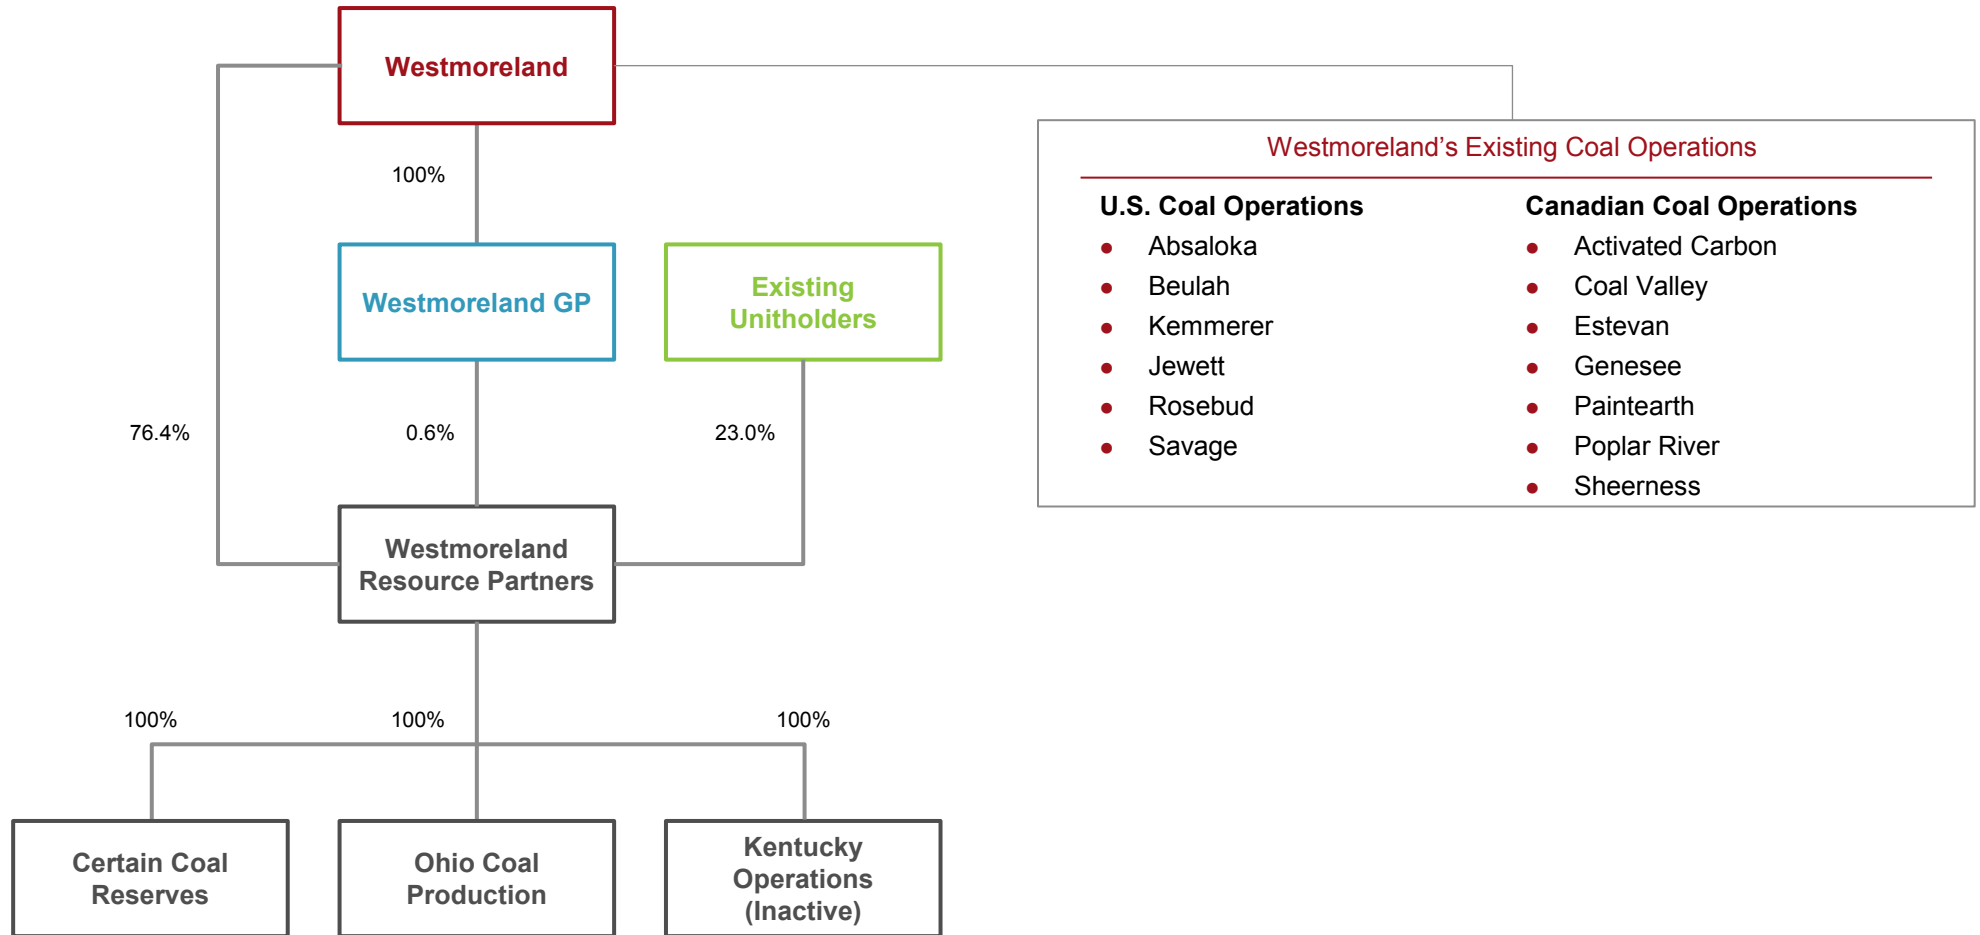 Westmoreland
100%
Westmoreland GP
Existing
Unitholders
76.4%
0.6%
23.0%
Westmoreland
Resource Partners
100%
100%
100%
Certain Coal
Reserves
Ohio Coal
Production
Kentucky
Operations
(Inactive)
Westmoreland’s Existing Coal Operations
U.S. Coal Operations
● Absaloka
● Beulah
● Kemmerer
● Jewett
● Rosebud
● Savage
Canadian Coal Operations
● Activated Carbon
● Coal Valley
● Estevan
● Genesee
● Paintearth
● Poplar River
● Sheerness